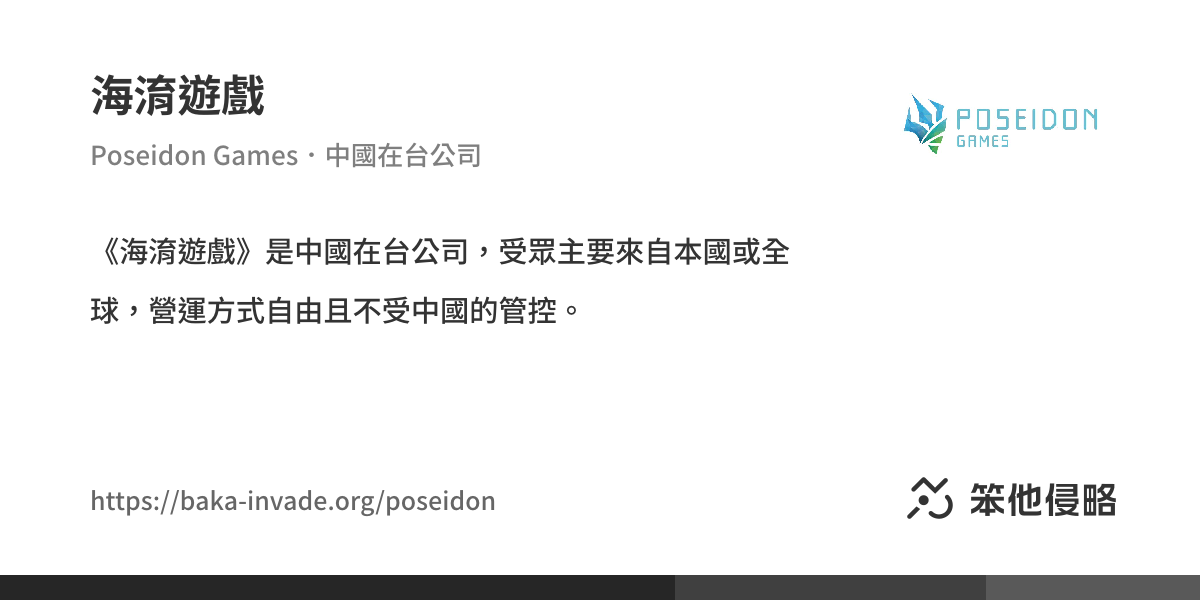 海淯遊戲
POSEIDON
GAMES
Poseidon Games・中國在台公司
《海淯遊戲》是中國在台公司，受眾主要來自本國或全
球，營運方式自由且不受中國的管控。
https://baka-invade.org/poseidon
笨他侵略